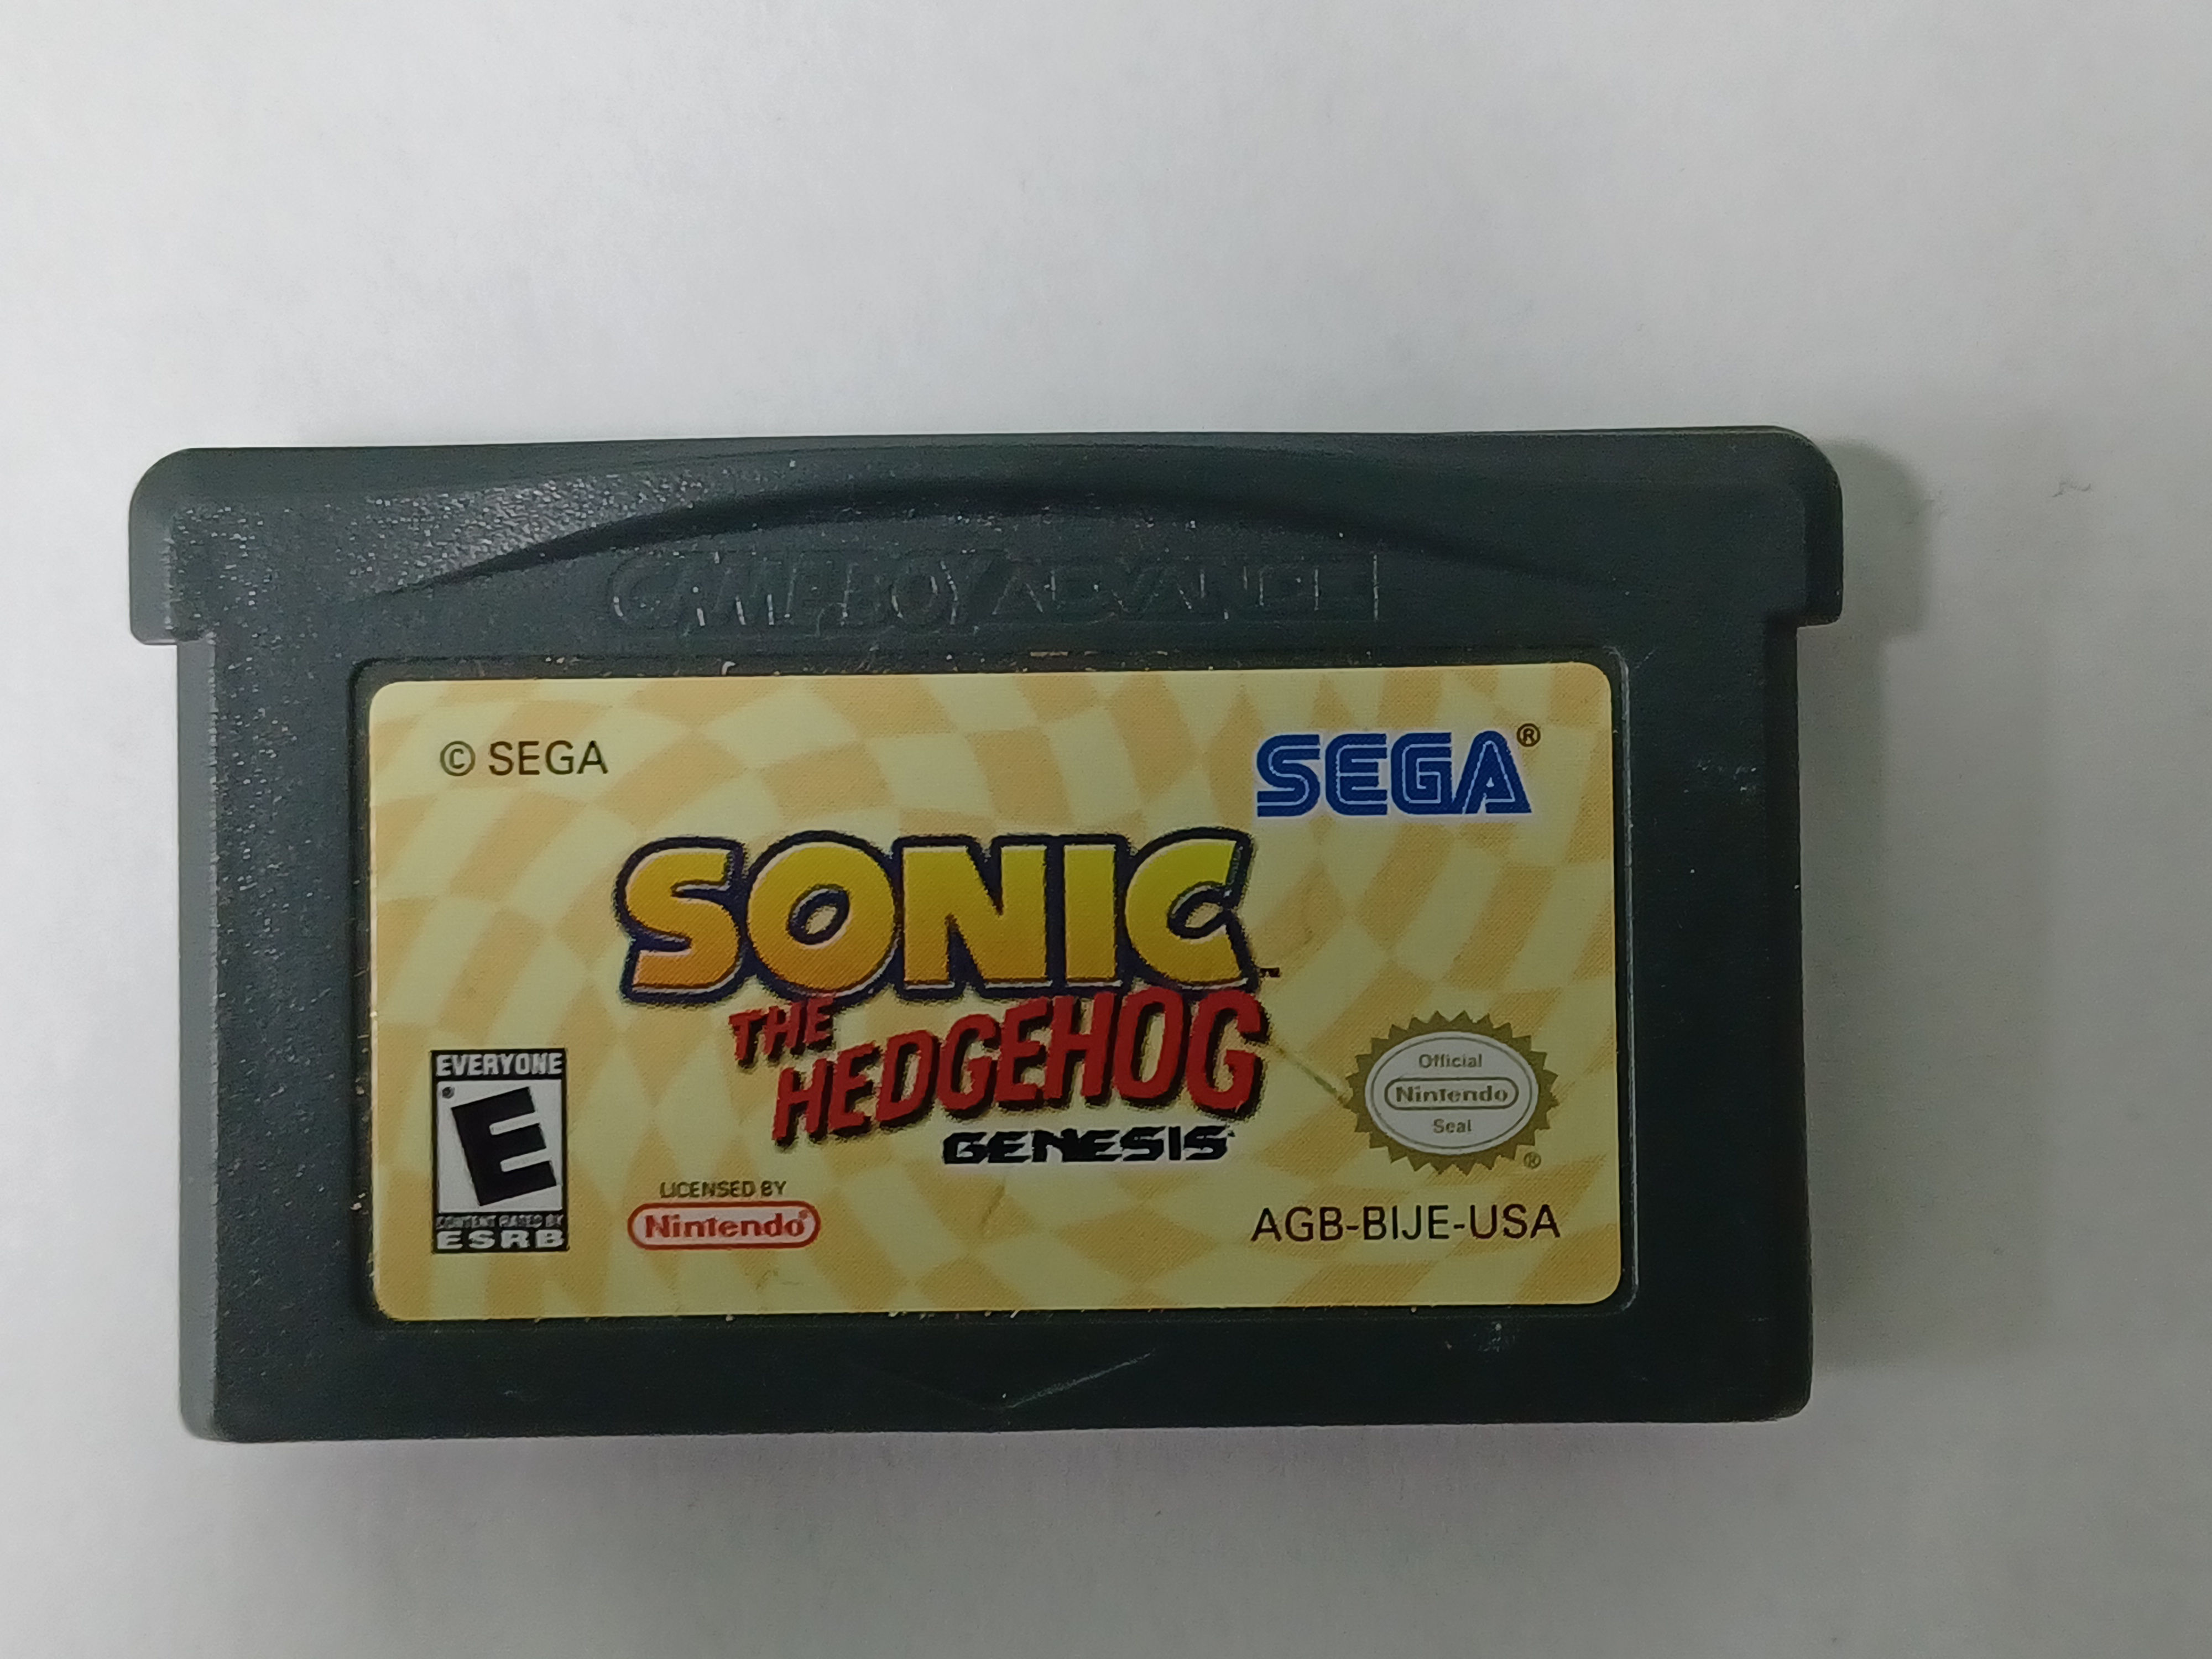 GAME BOY ADVANCE
© SEGA
SEGA®
SONIC™
THE
HEDGEHOG
GENESIS
EVERYONE
E
CONTENT RATED BY
ESRB
LICENSED BY
Nintendo®
Official
Nintendo
Seal
®
AGB-BIJE-USA